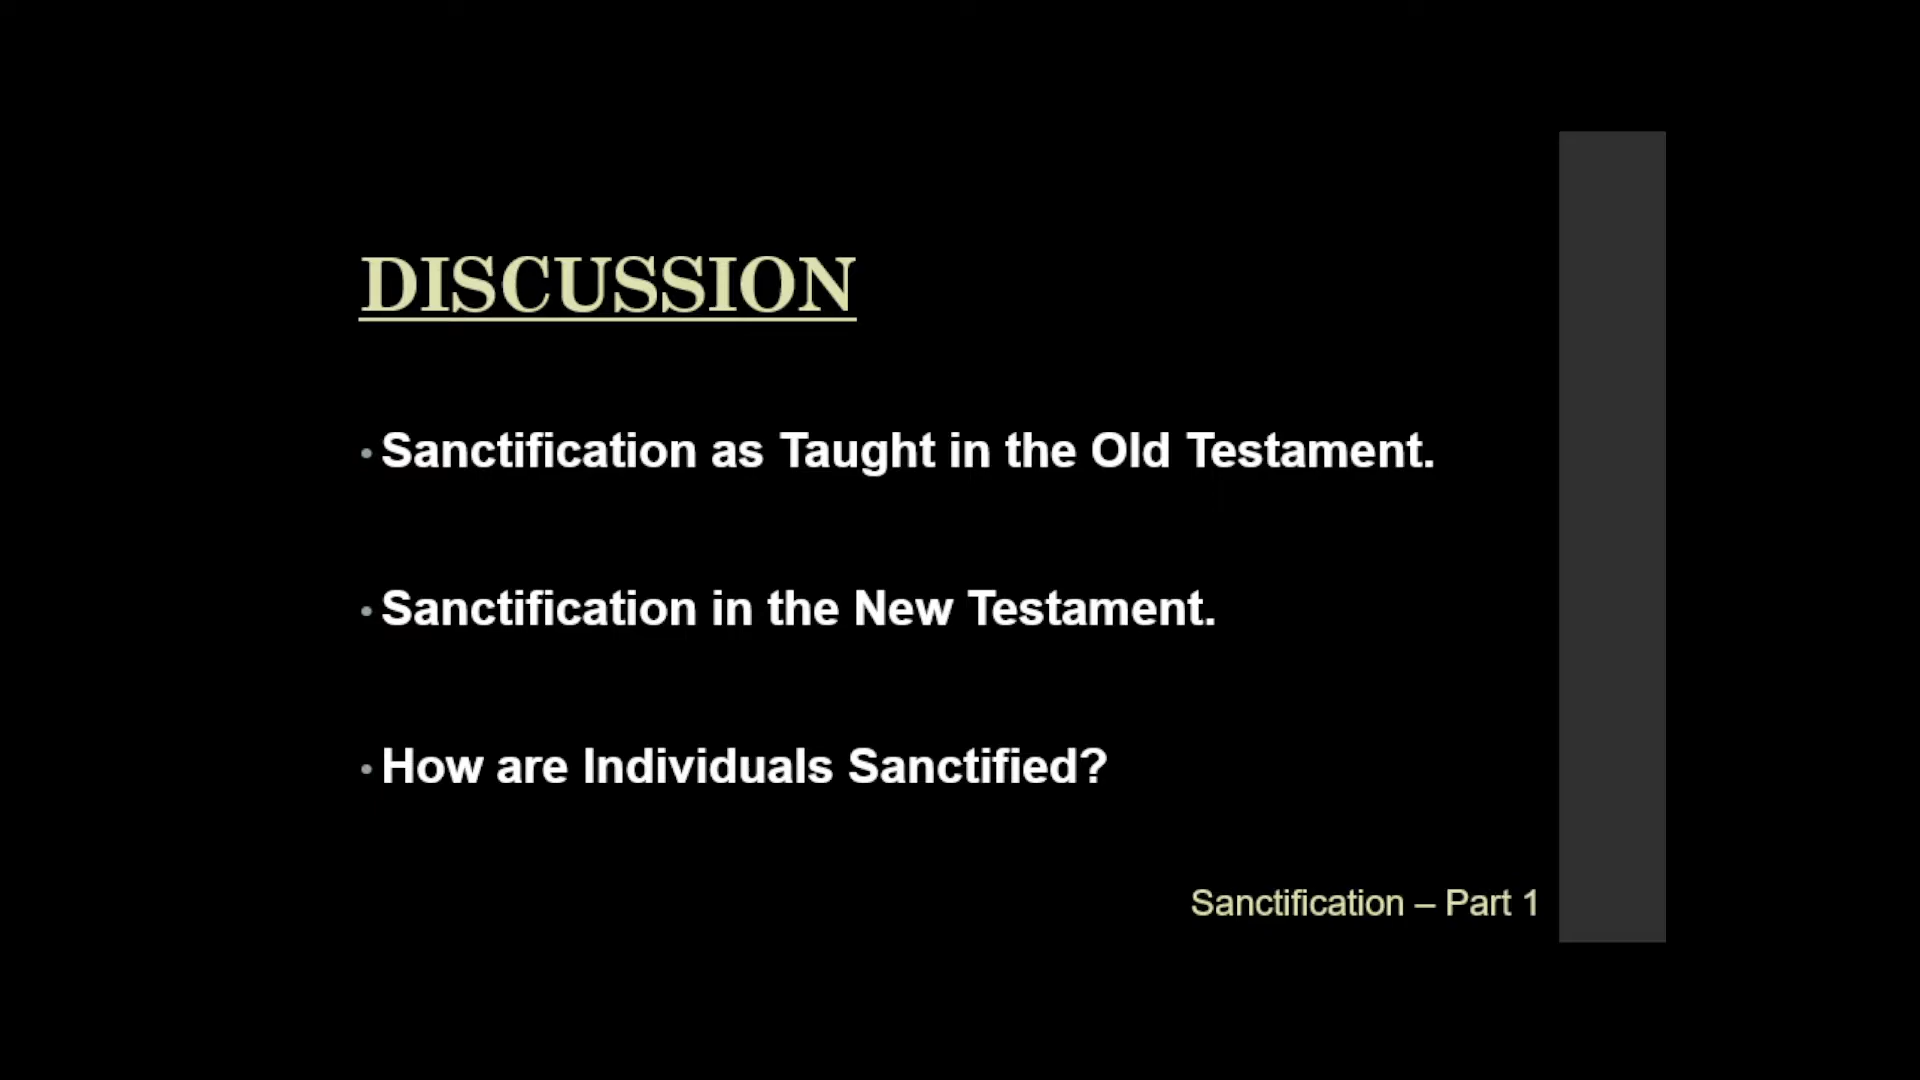 DISCUSSION
• Sanctification as Taught in the Old Testament.
• Sanctification in the New Testament.
• How are Individuals Sanctified?
Sanctification – Part 1